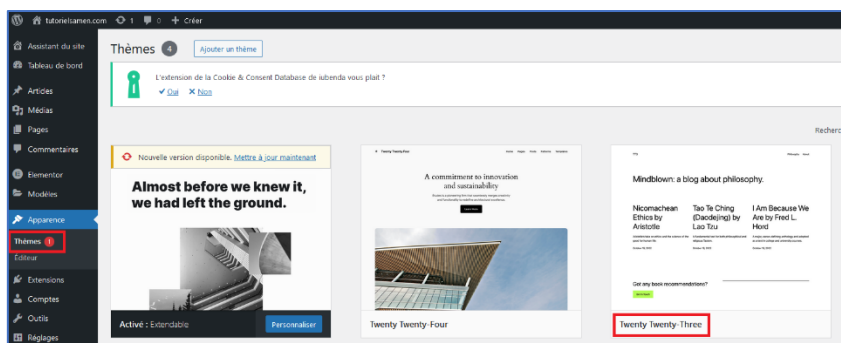 tutorielsamen.com 1 0 + Créer
Assistant du site
Tableau de bord
Articles
Médias
Pages
Commentaires
Elementor
Modèles
Apparence
Thèmes 1
Éditeur
Extensions
Comptes
Outils
Réglages
Thèmes 4 Ajouter un thème
L'extension de la Cookie & Consent Database de iubenda vous plait ?
Oui Non
Recherc
Nouvelle version disponible. Mettre à jour maintenant
Almost before we knew it,
we had left the ground.
Activé : Extendable Personnaliser
Twenty Twenty-Four
A commitment to innovation
and sustainability
Twenty Twenty-Four
Mindblown: a blog about philosophy.
Nicomachean
Ethics by
Aristotle
Tao Te Ching
(Daodejing) by
Lao Tzu
I Am Because We
Are by Fred L.
Hord
Got any book recommendations?
Twenty Twenty-Three